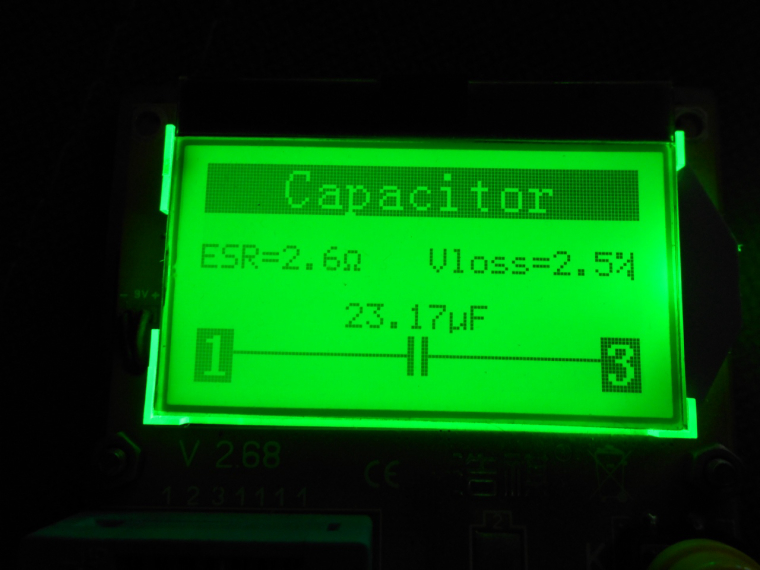 Capacitor
ESR=2.6Ω Vloss=2.5%
23.17µF
1 3
- 9V +
V 2.68
CE
1 2 3 1 1 1 1
K